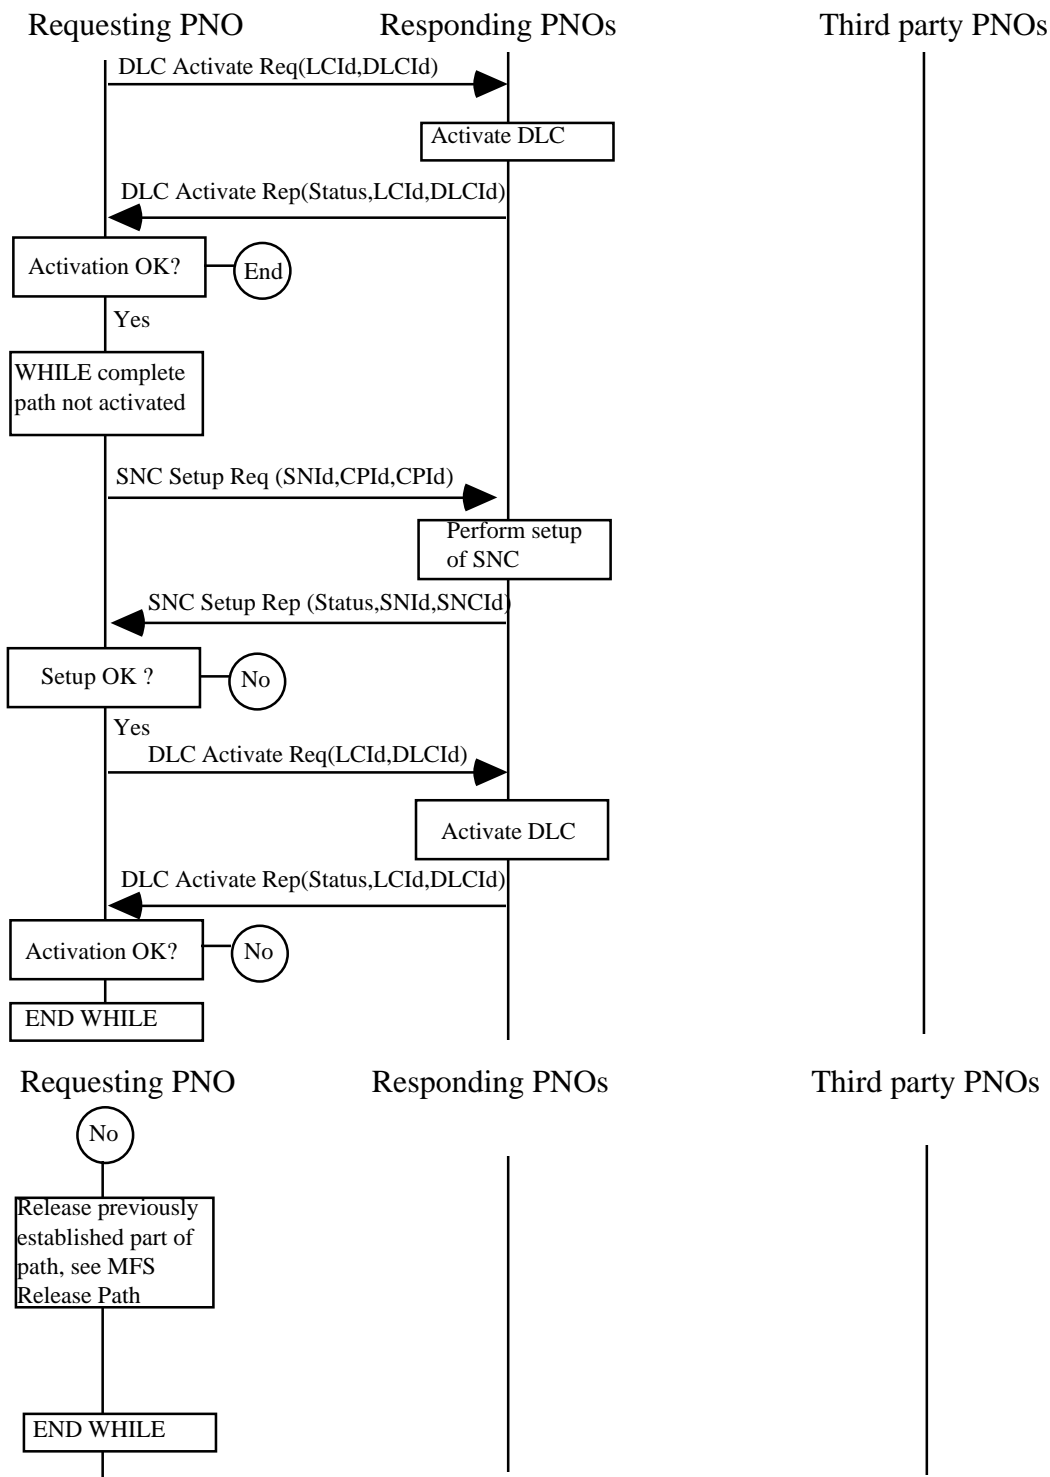 Requesting PNO
Responding PNOs
Third party PNOs
DLC Activate Req(LCId,DLCId)
Activate DLC
DLC Activate Rep(Status,LCId,DLCId)
Activation OK?
End
Yes
WHILE complete
path not activated
SNC Setup Req (SNId,CPId,CPId)
Perform setup
of SNC
SNC Setup Rep (Status,SNId,SNCId)
Setup OK ?
No
Yes
DLC Activate Req(LCId,DLCId)
Activate DLC
DLC Activate Rep(Status,LCId,DLCId)
Activation OK?
No
END WHILE
Requesting PNO
Responding PNOs
Third party PNOs
No
Release previously
established part of
path, see MFS
Release Path
END WHILE